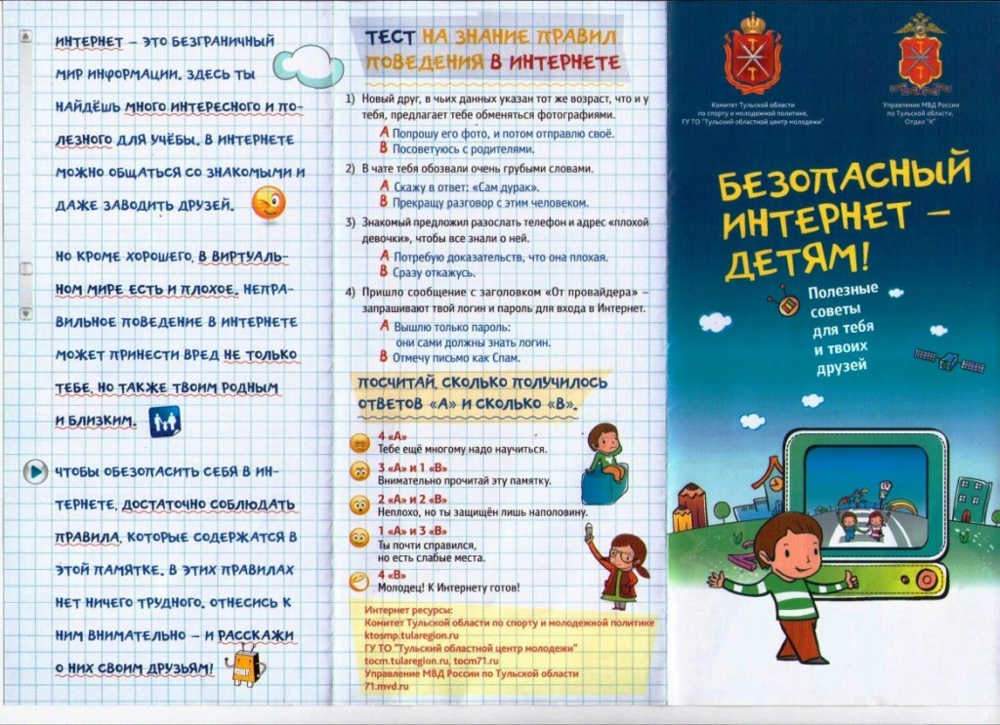 ИНТЕРНЕТ – ЭТО БЕЗГРАНИЧНЫЙ
МИР ИНФОРМАЦИИ. ЗДЕСЬ ТЫ
НАЙДЁШЬ МНОГО ИНТЕРЕСНОГО И ПО-
ЛЕЗНОГО ДЛЯ УЧЁБЫ. В ИНТЕРНЕТЕ
МОЖНО ОБЩАТЬСЯ СО ЗНАКОМЫМИ И
ДАЖЕ ЗАВОДИТЬ ДРУЗЕЙ.
НО КРОМЕ ХОРОШЕГО, В ВИРТУАЛЬ-
НОМ МИРЕ ЕСТЬ И ПЛОХОЕ. НЕПРА-
ВИЛЬНОЕ ПОВЕДЕНИЕ В ИНТЕРНЕТЕ
МОЖЕТ ПРИНЕСТИ ВРЕД НЕ ТОЛЬКО
ТЕБЕ, НО ТАКЖЕ ТВОИМ РОДНЫМ
И БЛИЗКИМ.
ЧТОБЫ ОБЕЗОПАСИТЬ СЕБЯ В ИН-
ТЕРНЕТЕ, ДОСТАТОЧНО СОБЛЮДАТЬ
ПРАВИЛА, КОТОРЫЕ СОДЕРЖАТСЯ В
ЭТОЙ ПАМЯТКЕ. В ЭТИХ ПРАВИЛАХ
НЕТ НИЧЕГО ТРУДНОГО. ОТНЕСИСЬ К
НИМ ВНИМАТЕЛЬНО – И РАССКАЖИ
О НИХ СВОИМ ДРУЗЬЯМ!
ТЕСТ НА ЗНАНИЕ ПРАВИЛ
ПОВЕДЕНИЯ В ИНТЕРНЕТЕ
1) Новый друг, в чьих данных указан тот же возраст, что и у
тебя, предлагает тебе обменяться фотографиями.
А Попрошу его фото, и потом отправлю своё.
В Посоветуюсь с родителями.
2) В чате тебя обозвали очень грубыми словами.
А Скажу в ответ: «Сам дурак».
В Прекращу разговор с этим человеком.
3) Знакомый предложил разослать телефон и адрес «плохой
девочки», чтобы все знали о ней.
А Потребую доказательств, что она плохая.
В Сразу откажусь.
4) Пришло сообщение с заголовком «От провайдера» –
запрашивают твой логин и пароль для входа в Интернет.
А Вышлю только пароль:
они сами должны знать логин.
В Отмечу письмо как Спам.
ПОСЧИТАЙ, СКОЛЬКО ПОЛУЧИЛОСЬ
ОТВЕТОВ «А» И СКОЛЬКО «В».
4 «А»
Тебе ещё многому надо научиться.
3 «А» и 1 «В»
Внимательно прочитай эту памятку.
2 «А» и 2 «В»
Неплохо, но ты защищён лишь наполовину.
1 «А» и 3 «В»
Ты почти справился,
но есть слабые места.
4 «В»
Молодец! К Интернету готов!
Интернет ресурсы:
Комитет Тульской области по спорту и молодежной политике
ktosmp.tularegion.ru
ГУ ТО "Тульский областной центр молодежи"
tocm.tularegion.ru, tocm71.ru
Управление МВД России по Тульской области
71.mvd.ru
Комитет Тульской области
по спорту и молодежной политике,
ГУ ТО "Тульский областной центр молодежи"
Управление МВД России
по Тульской области,
Отдел "К"
БЕЗОПАСНЫЙ
ИНТЕРНЕТ –
ДЕТЯМ!
Полезные
советы
для тебя
и твоих
друзей